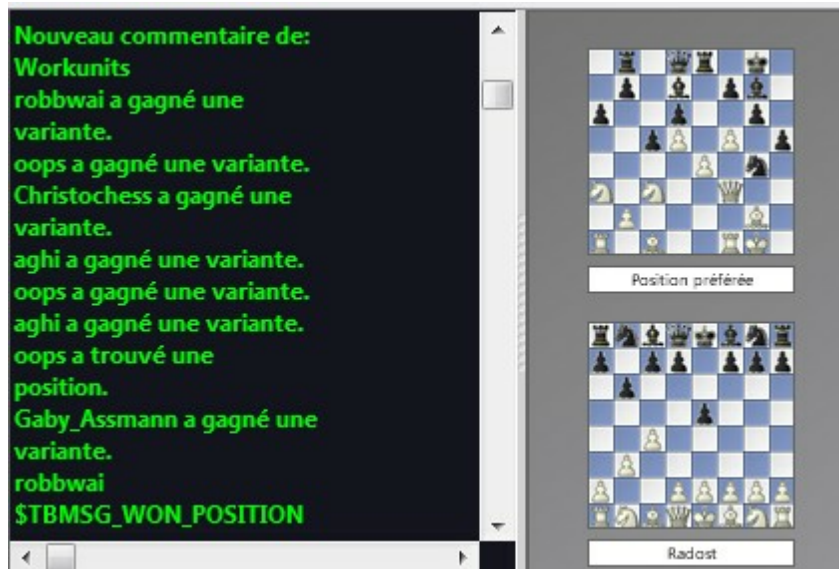 Nouveau commentaire de:
Workunits
robbwai a gagné une
variante.
oops a gagné une variante.
Christochess a gagné une
variante.
aghi a gagné une variante.
oops a gagné une variante.
aghi a gagné une variante.
oops a trouvé une
position.
Gaby_Assmann a gagné une
variante.
robbwai
$TBMSG_WON_POSITION
Position préférée
Radost